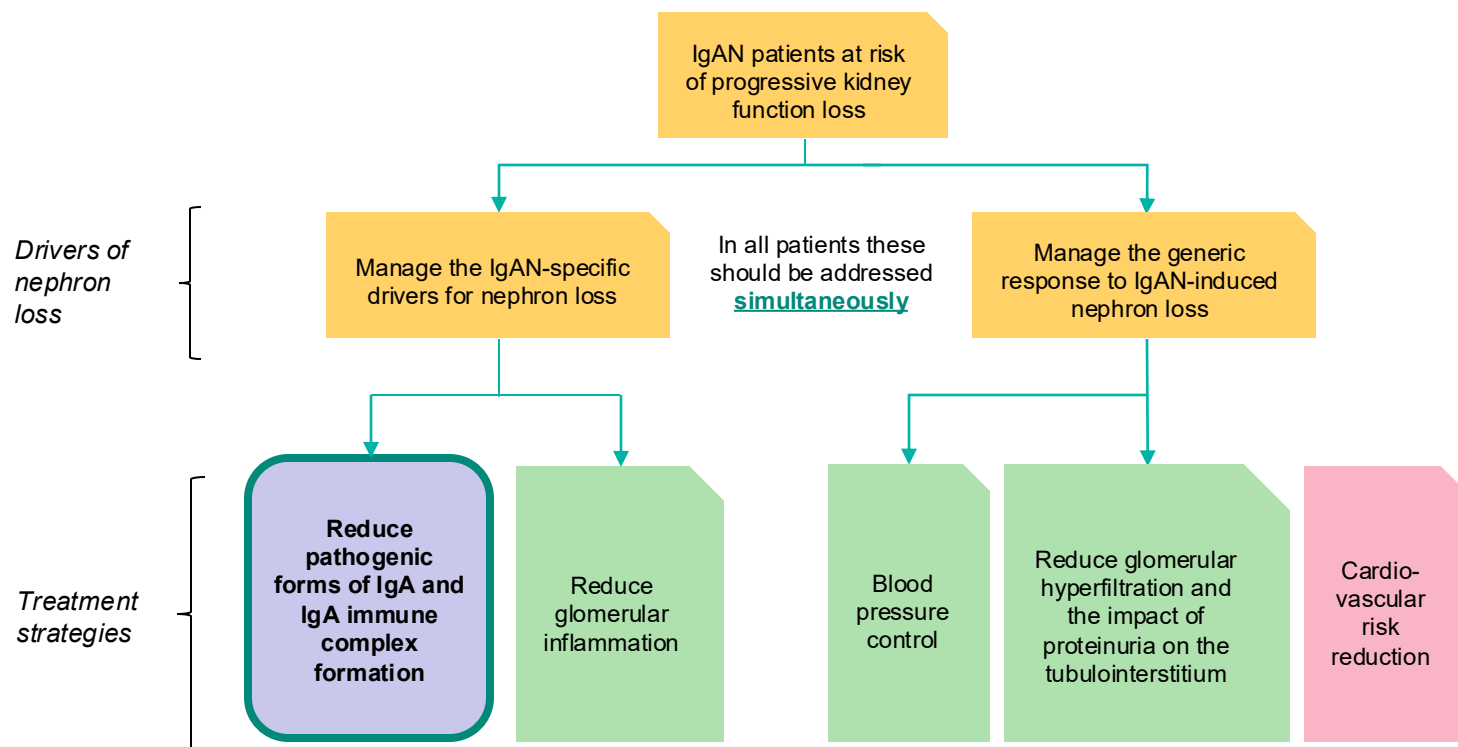 IgAN patients at risk
of progressive kidney
function loss
Drivers of
nephron
loss
Manage the IgAN-specific
drivers for nephron loss
In all patients these
should be addressed
simultaneously
Manage the generic
response to IgAN-induced
nephron loss
Treatment
strategies
Reduce
pathogenic
forms of IgA and
IgA immune
complex
formation
Reduce
glomerular
inflammation
Blood
pressure
control
Reduce glomerular
hyperfiltration and
the impact of
proteinuria on the
tubulointerstitium
Cardio-
vascular
risk
reduction